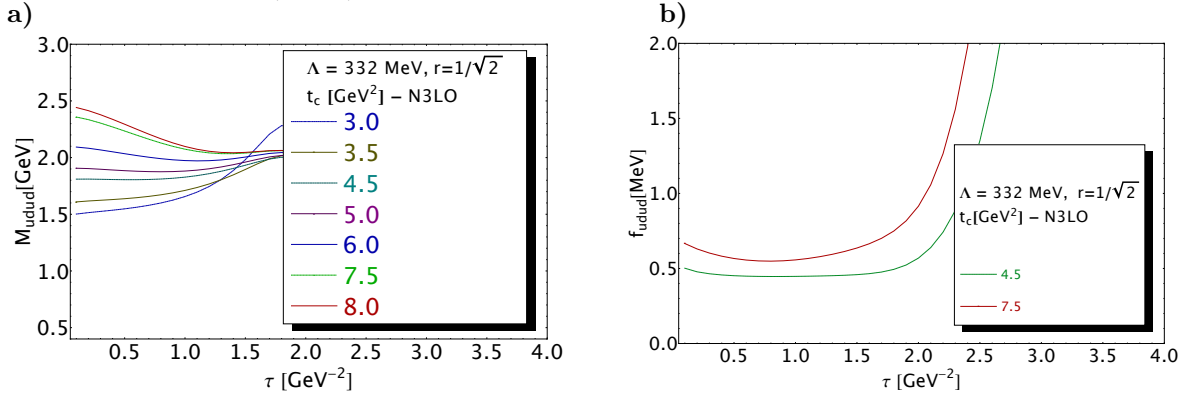 a)
3.0
2.5
2.0
1.5
1.0
0.5
M_udud[GeV]
Λ = 332 MeV, r=1/√2
t_c [GeV²] – N3LO
3.0
3.5
4.5
5.0
6.0
7.5
8.0
0.5 1.0 1.5 2.0 2.5 3.0 3.5 4.0
τ [GeV⁻²]
b)
2.0
1.5
1.0
0.5
0.0
f_udud[MeV]
Λ = 332 MeV, r=1/√2
t_c[GeV²] – N3LO
4.5
7.5
0.5 1.0 1.5 2.0 2.5 3.0 3.5 4.0
τ [GeV⁻²]